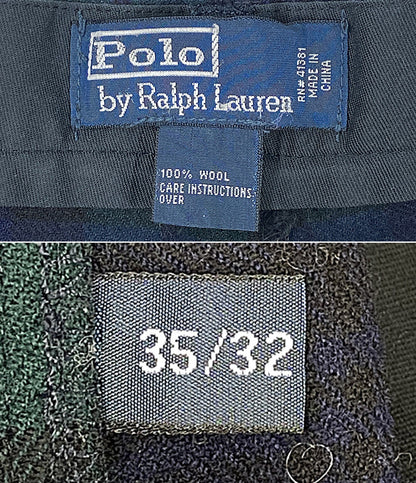 Polo
by Ralph Lauren
RN# 41381
MADE IN
CHINA
100% WOOL
CARE INSTRUCTIONS
OVER
35/32